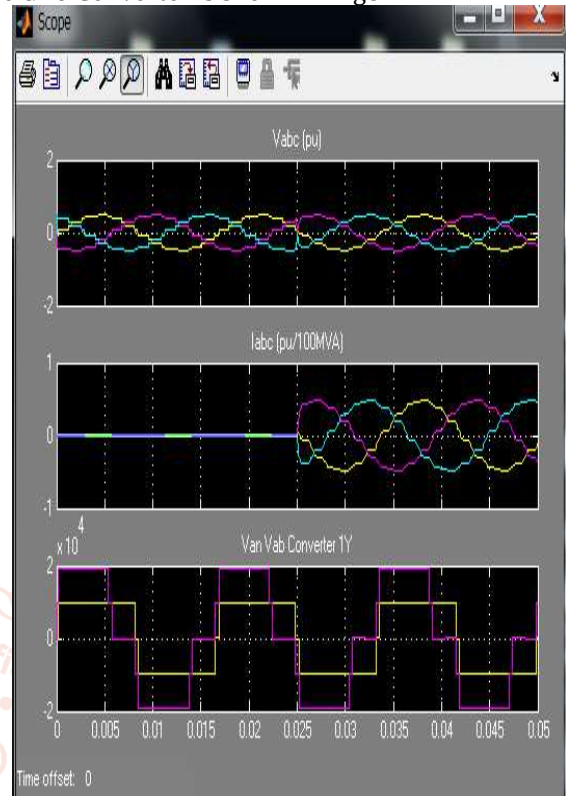 Scope
Vabc (pu)
2
0
-2
Iabc (pu/100MVA)
1
0
-1
x 10
4
Van Vab Converter 1Y
2
0
-2
0 0.005 0.01 0.015 0.02 0.025 0.03 0.035 0.04 0.045 0.05
Time offset: 0